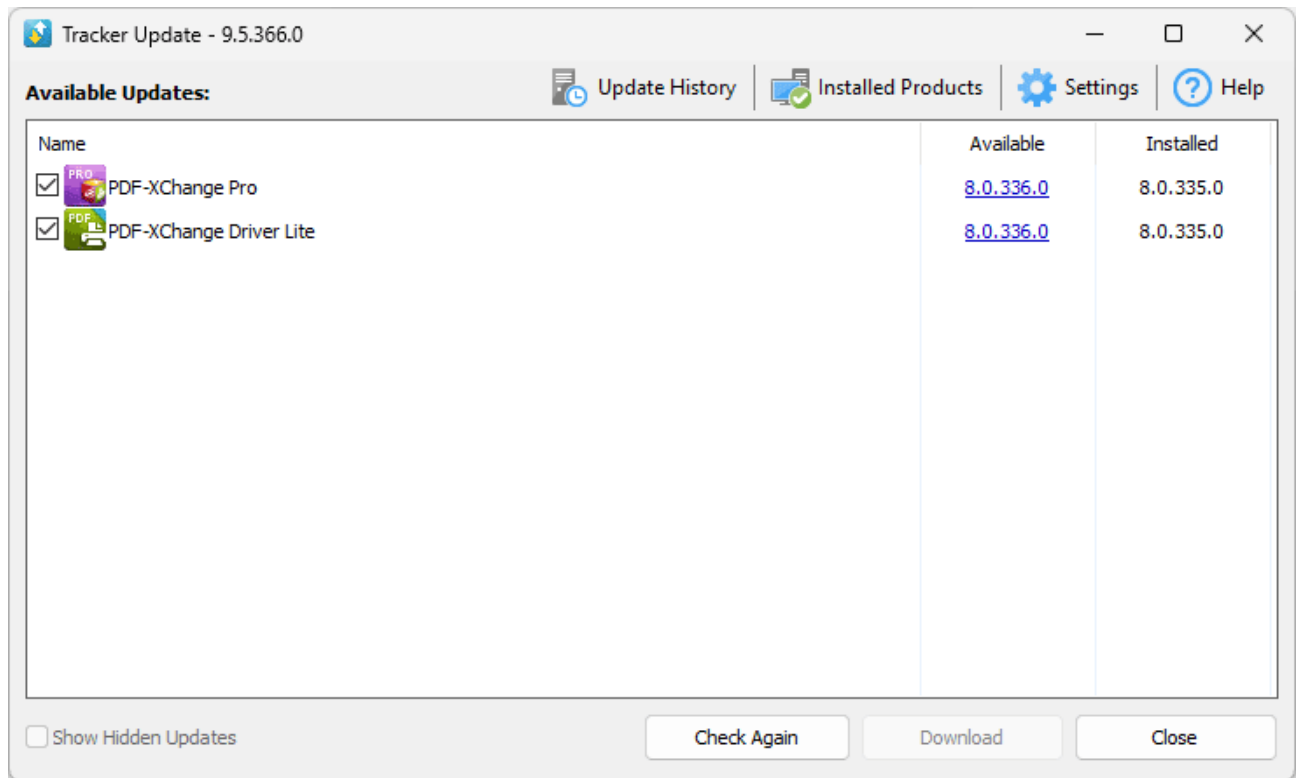 Tracker Update - 9.5.366.0
Available Updates: Update History Installed Products Settings ? Help
Name Available Installed
PRO PDF-XChange Pro 8.0.336.0 8.0.335.0
PDF PDF-XChange Driver Lite 8.0.336.0 8.0.335.0
Show Hidden Updates Check Again Download Close